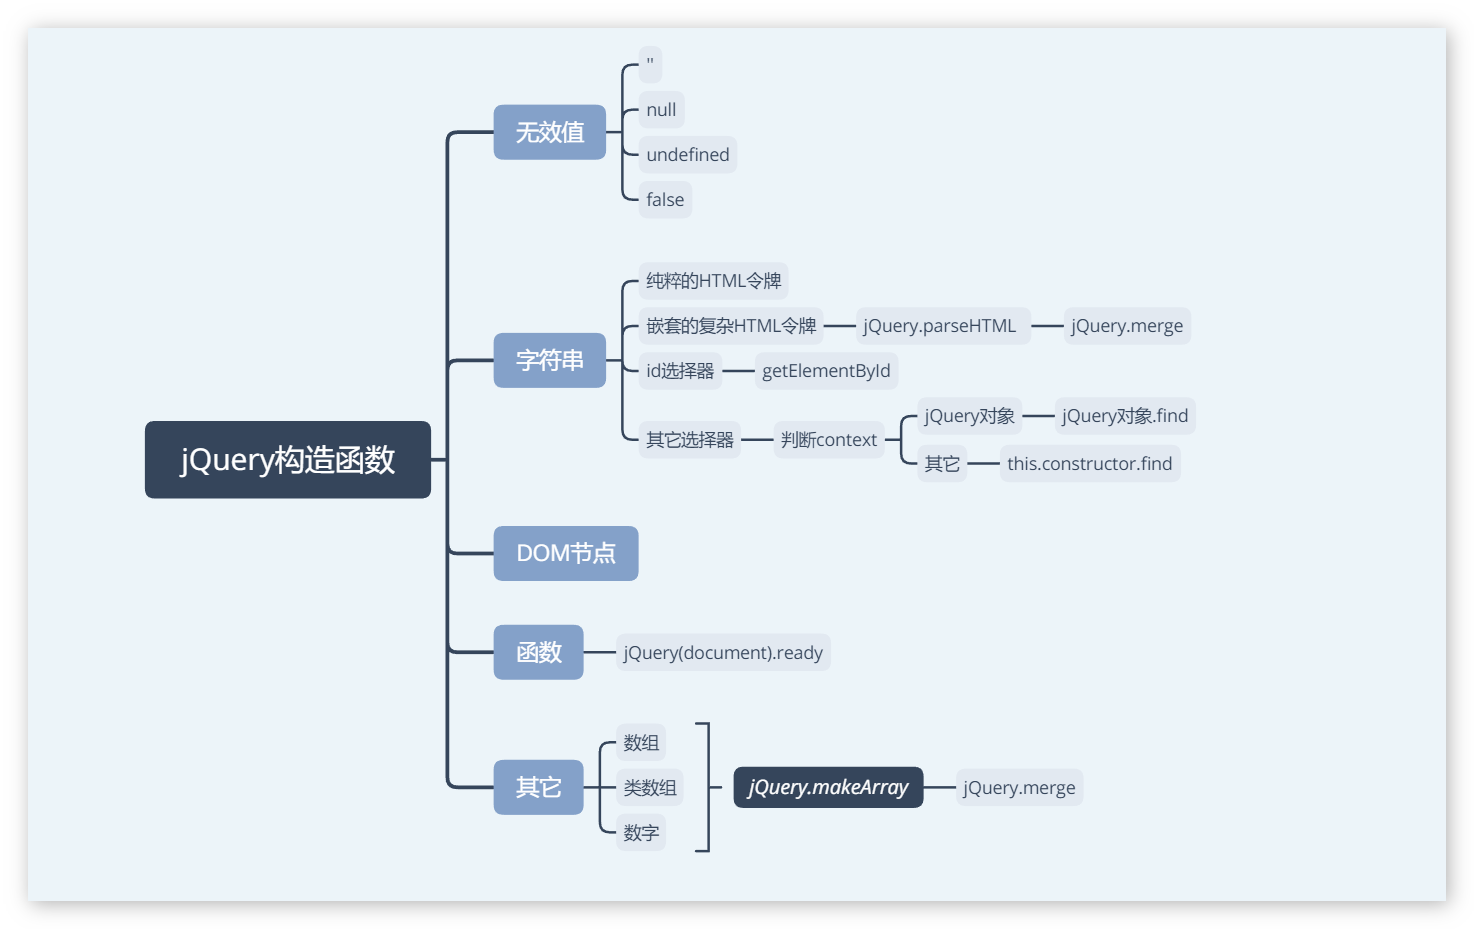 jQuery构造函数
无效值
''
null
undefined
false
字符串
纯粹的HTML令牌
嵌套的复杂HTML令牌
jQuery.parseHTML
jQuery.merge
id选择器
getElementById
其它选择器
判断context
jQuery对象
jQuery对象.find
其它
this.constructor.find
DOM节点
函数
jQuery(document).ready
其它
数组
类数组
数字
jQuery.makeArray
jQuery.merge